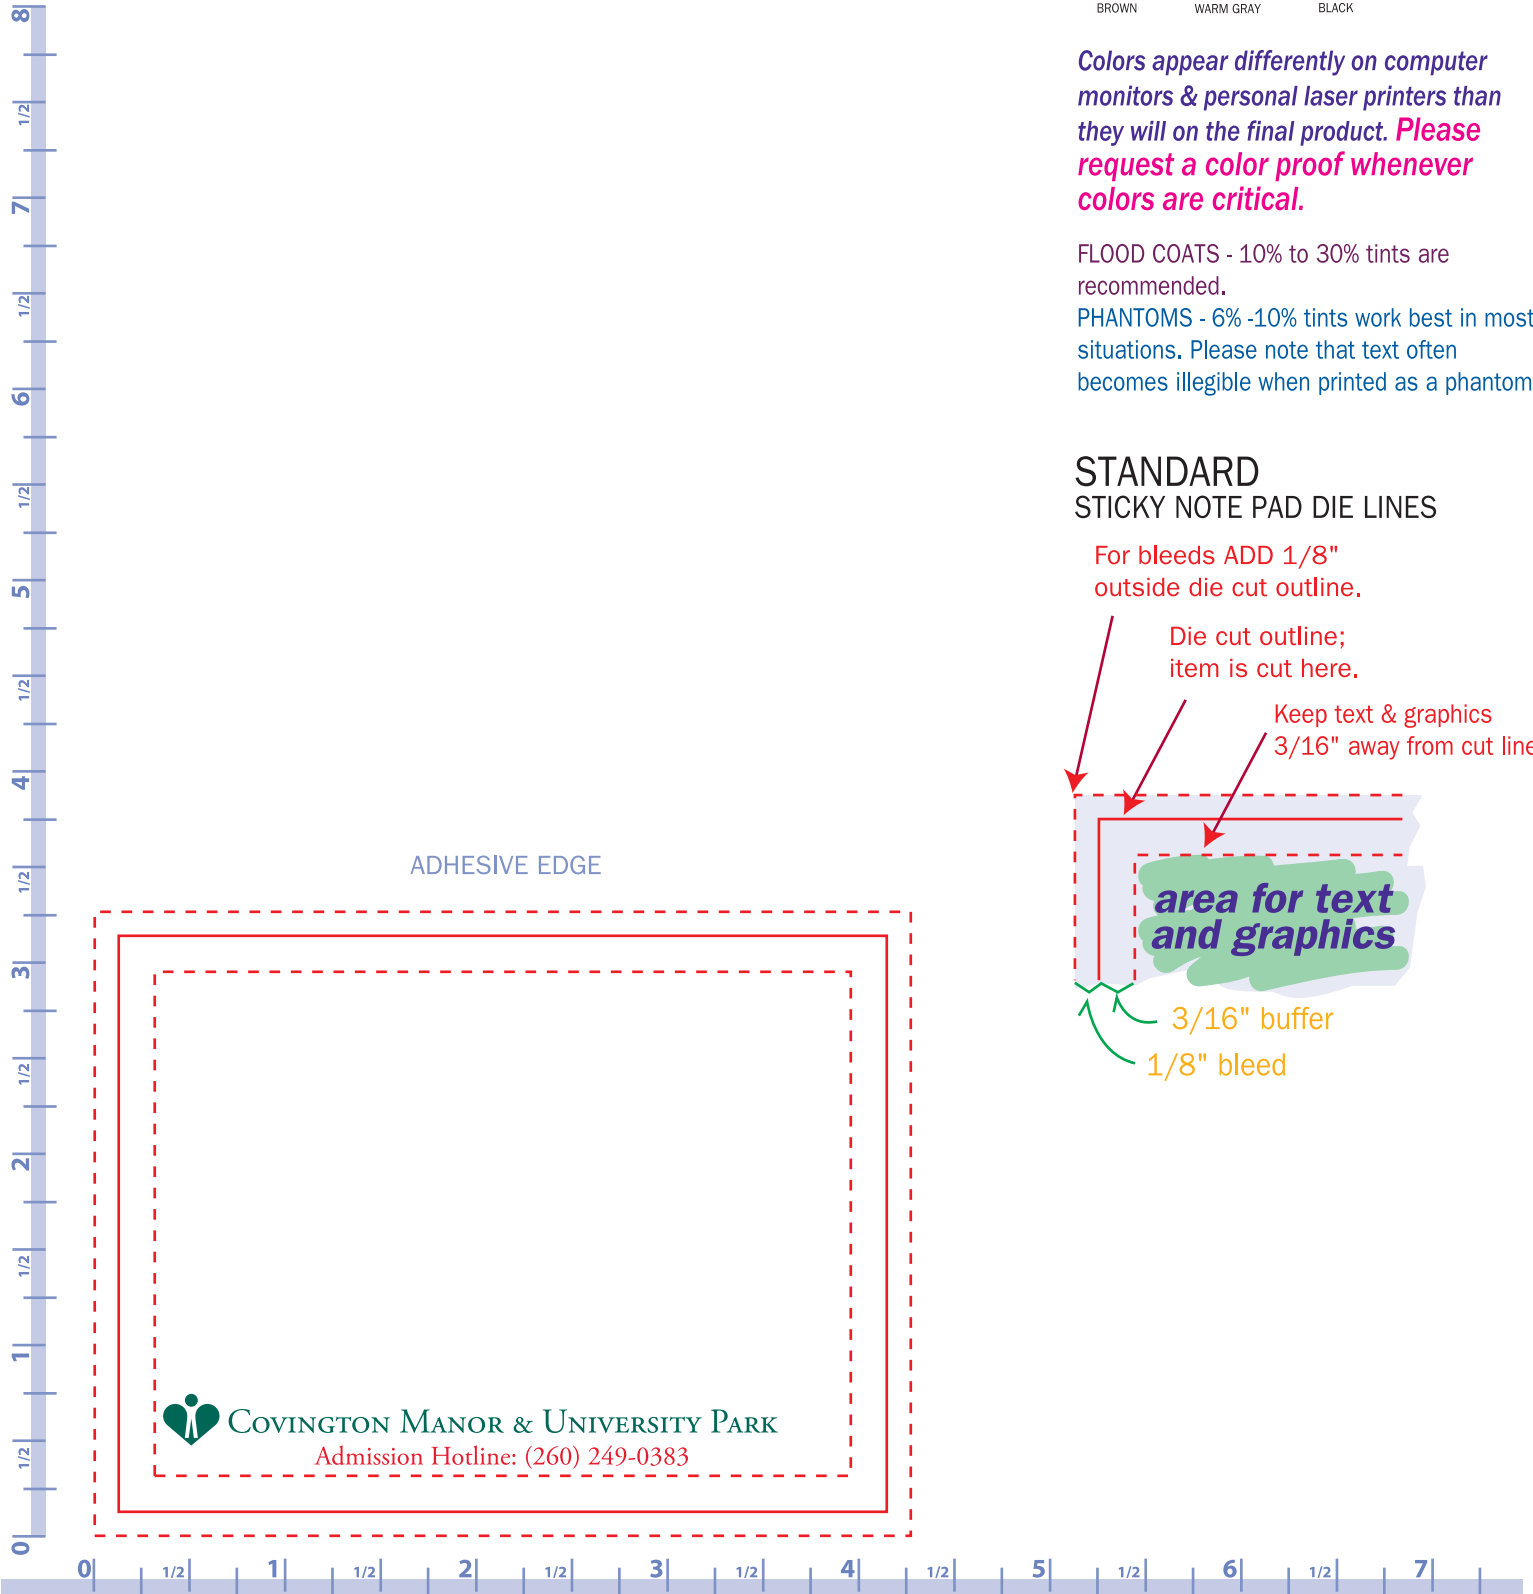 BROWN WARM GRAY BLACK
Colors appear differently on computer
monitors & personal laser printers than
they will on the final product. Please
request a color proof whenever
colors are critical.
FLOOD COATS - 10% to 30% tints are
recommended.
PHANTOMS - 6% -10% tints work best in most
situations. Please note that text often
becomes illegible when printed as a phantom
STANDARD
STICKY NOTE PAD DIE LINES
For bleeds ADD 1/8"
outside die cut outline.
Die cut outline;
item is cut here.
Keep text & graphics
3/16" away from cut line
area for text
and graphics
3/16" buffer
1/8" bleed
ADHESIVE EDGE
COVINGTON MANOR & UNIVERSITY PARK
Admission Hotline: (260) 249-0383
8
1/2
7
1/2
6
1/2
5
1/2
4
1/2
3
1/2
2
1/2
1
1/2
0
0 1/2 1 1/2 2 1/2 3 1/2 4 1/2 5 1/2 6 1/2 7